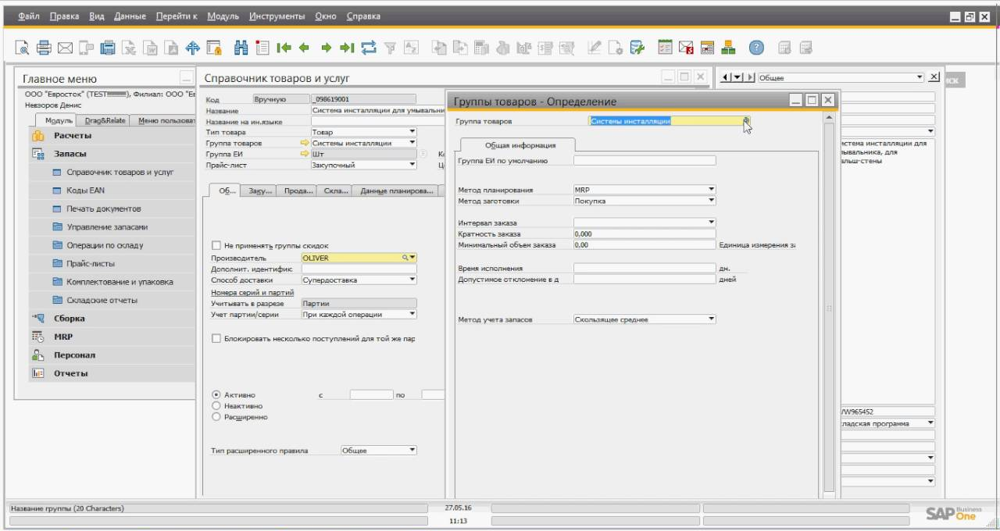 Файл Правка Вид Данные Перейти к Модуль Инструменты Окно Справка
Главное меню
ООО "Евросток" (TEST), Филиал: ООО "Ев
Невзоров Денис
Модуль Drag&Relate Меню пользоват
Расчеты
Запасы
Справочник товаров и услуг
Коды EAN
Печать документов
Управление запасами
Операции по складу
Прайс-листы
Комплектование и упаковка
Складские отчеты
Сборка
MRP
Персонал
Отчеты
Справочник товаров и услуг
Код Вручную _098619001
Название Система инсталляции для умывальни
Название на ин.языке
Тип товара Товар
Группа товаров Системы инсталляции
Группа ЕИ Шт
Прайс-лист Закупочный
Об... Заку... Прода... Скла... Данные планирова...
Не применять группы скидок
Производитель OLIVER
Дополнит. идентифик
Способ доставки Супердоставка
Номера серий и партий
Учитывать в разрезе Партии
Учет партии/серии При каждой операции
Блокировать несколько поступлений для той же пар
Активно с по
Неактивно
Расширенно
Тип расширенного правила Общее
Группы товаров - Определение
Группа товаров Системы инсталляции
Общая информация
Группа ЕИ по умолчанию
Метод планирования MRP
Метод заготовки Покупка
Интервал заказа
Кратность заказа 0,000
Минимальный объем заказа 0,00 Единица измерения за
Время исполнения дн.
Допустимое отклонение в д дней
Метод учета запасов Скользящее среднее
Общее
иск
истема инсталляции для
мывальника, для
альш-стены
/W965452
кладская программа
Название группы (20 Characters) 27.05.16
11:13
SAP Business One